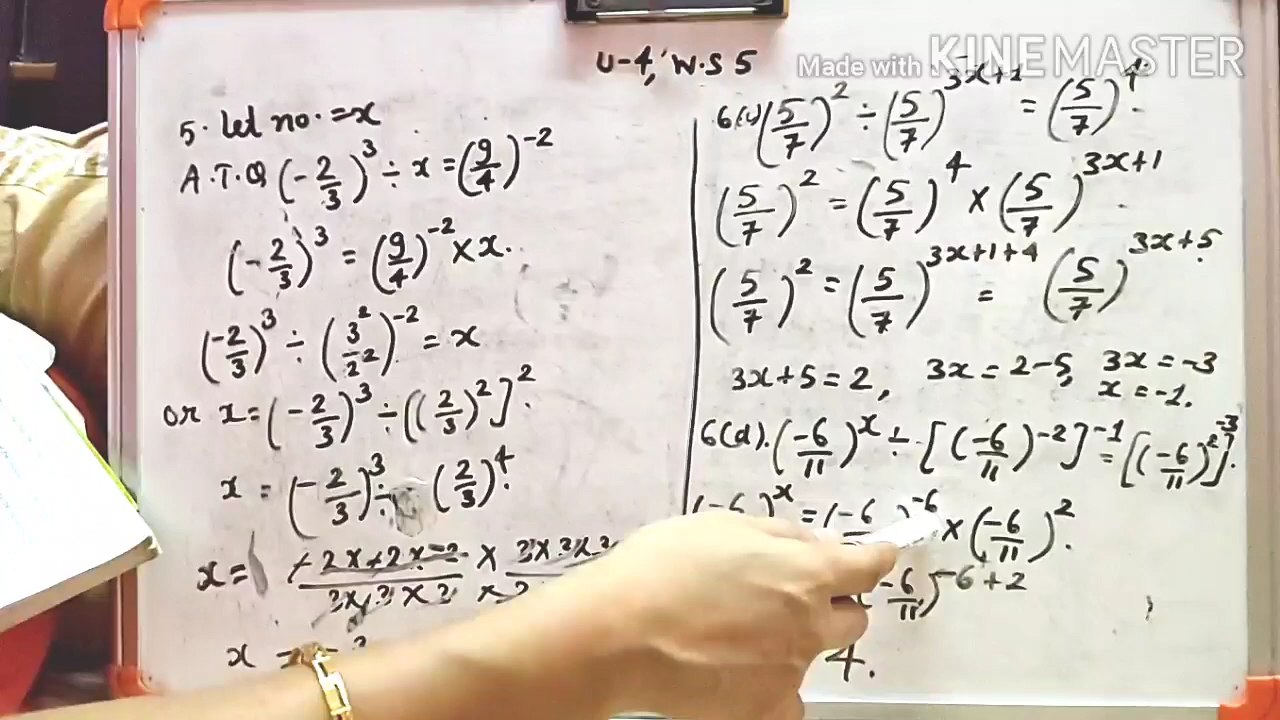 U-4, W.S 5
Made with KINEMASTER
5. Let no. = x
A.T.Q (-2/3)^3 ÷ x = (9/4)^-2
(-2/3)^3 = (9/4)^-2 × x.
(-2/3)^3 ÷ (3^2/2^2)^-2 = x
or x = (-2/3)^3 ÷ ((2/3)^2]^2.
x = (-2/3)^3 ÷ (2/3)^4.
x =
x
6(c) (5/7)^2 ÷ (5/7)^3x+1 = (5/7)^4.
(5/7)^2 = (5/7)^4 × (5/7)^3x+1
(5/7)^2 = (5/7)^3x+1+4 = (5/7)^3x+5.
3x+5 = 2, 3x = 2-5, 3x = -3
x = -1.
6(d). (-6/11)^x ÷ [(-6/11)-2]^-1 = [(-6/11)^2]^-3.
(-6 )^x = (-6 )^-6 × (-6/11)^2.
(-6/11)^-6+2
4.